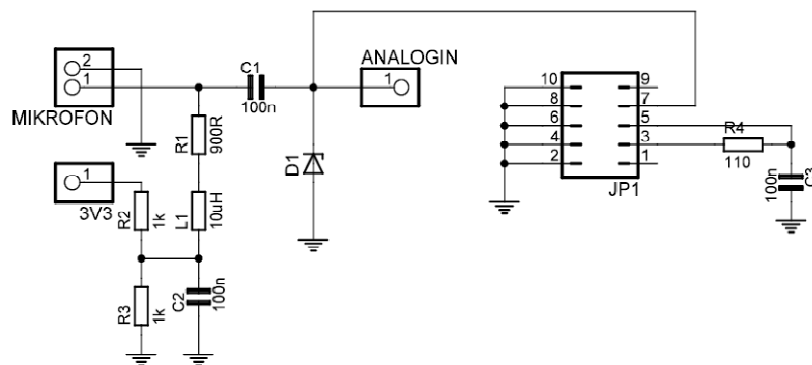 C1
100n
ANALOGIN
1
2
1
MIKROFON
R1
900R
D1
1
3V3
R2
1k
L1
10uH
R3
1k
C2
100n
10
9
8
7
6
5
4
3
2
1
JP1
R4
110
100n
C3